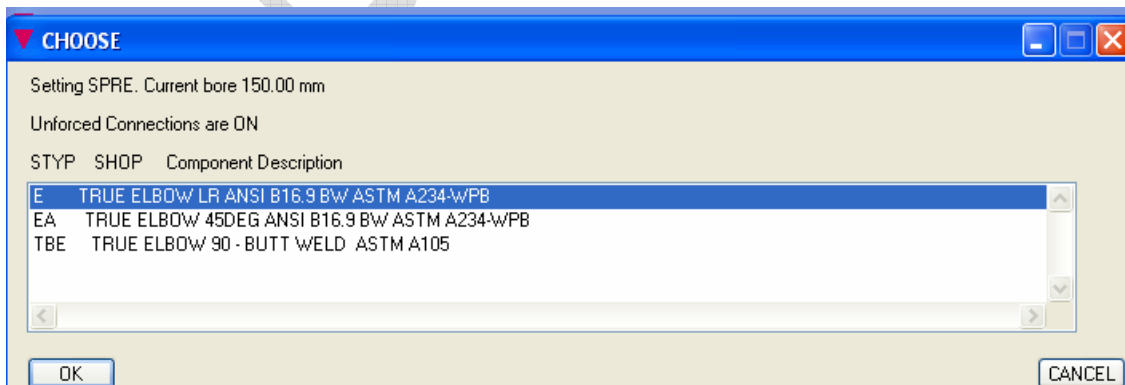 CHOOSE
Setting SPRE. Current bore 150.00 mm
Unforced Connections are ON
STYP SHOP Component Description
E TRUE ELBOW LR ANSI B16.9 BW ASTM A234-WPB
EA TRUE ELBOW 45DEG ANSI B16.9 BW ASTM A234-WPB
TBE TRUE ELBOW 90 - BUTT WELD ASTM A105
OK CANCEL